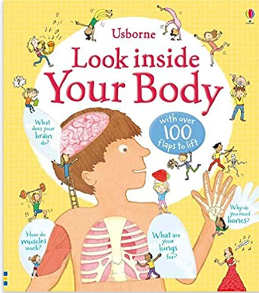 Usborne
Look inside
Your Body
with over
100
flaps to lift
What
does your
brain
do?
Why do
you need
bones?
How do
muscles
work?
What are
your
lungs
for?